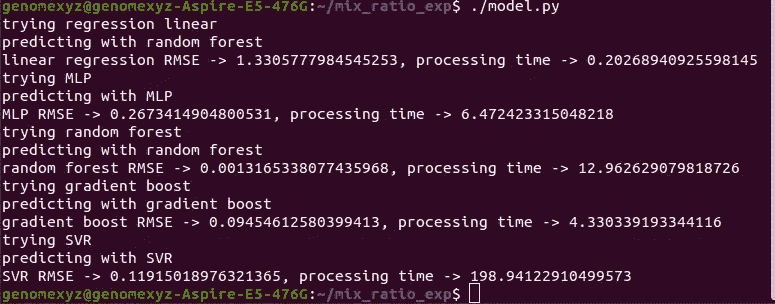 genomexyz@genomexyz-Aspire-E5-476G:~/mix_ratio_exp$ ./model.py
trying regression linear
predicting with random forest
linear regression RMSE -> 1.3305777984545253, processing time -> 0.20268940925598145
trying MLP
predicting with MLP
MLP RMSE -> 0.2673414904800531, processing time -> 6.472423315048218
trying random forest
predicting with random forest
random forest RMSE -> 0.0013165338077435968, processing time -> 12.962629079818726
trying gradient boost
predicting with gradient boost
gradient boost RMSE -> 0.09454612580399413, processing time -> 4.330339193344116
trying SVR
predicting with SVR
SVR RMSE -> 0.11915018976321365, processing time -> 198.94122910499573
genomexyz@genomexyz-Aspire-E5-476G:~/mix_ratio_exp$